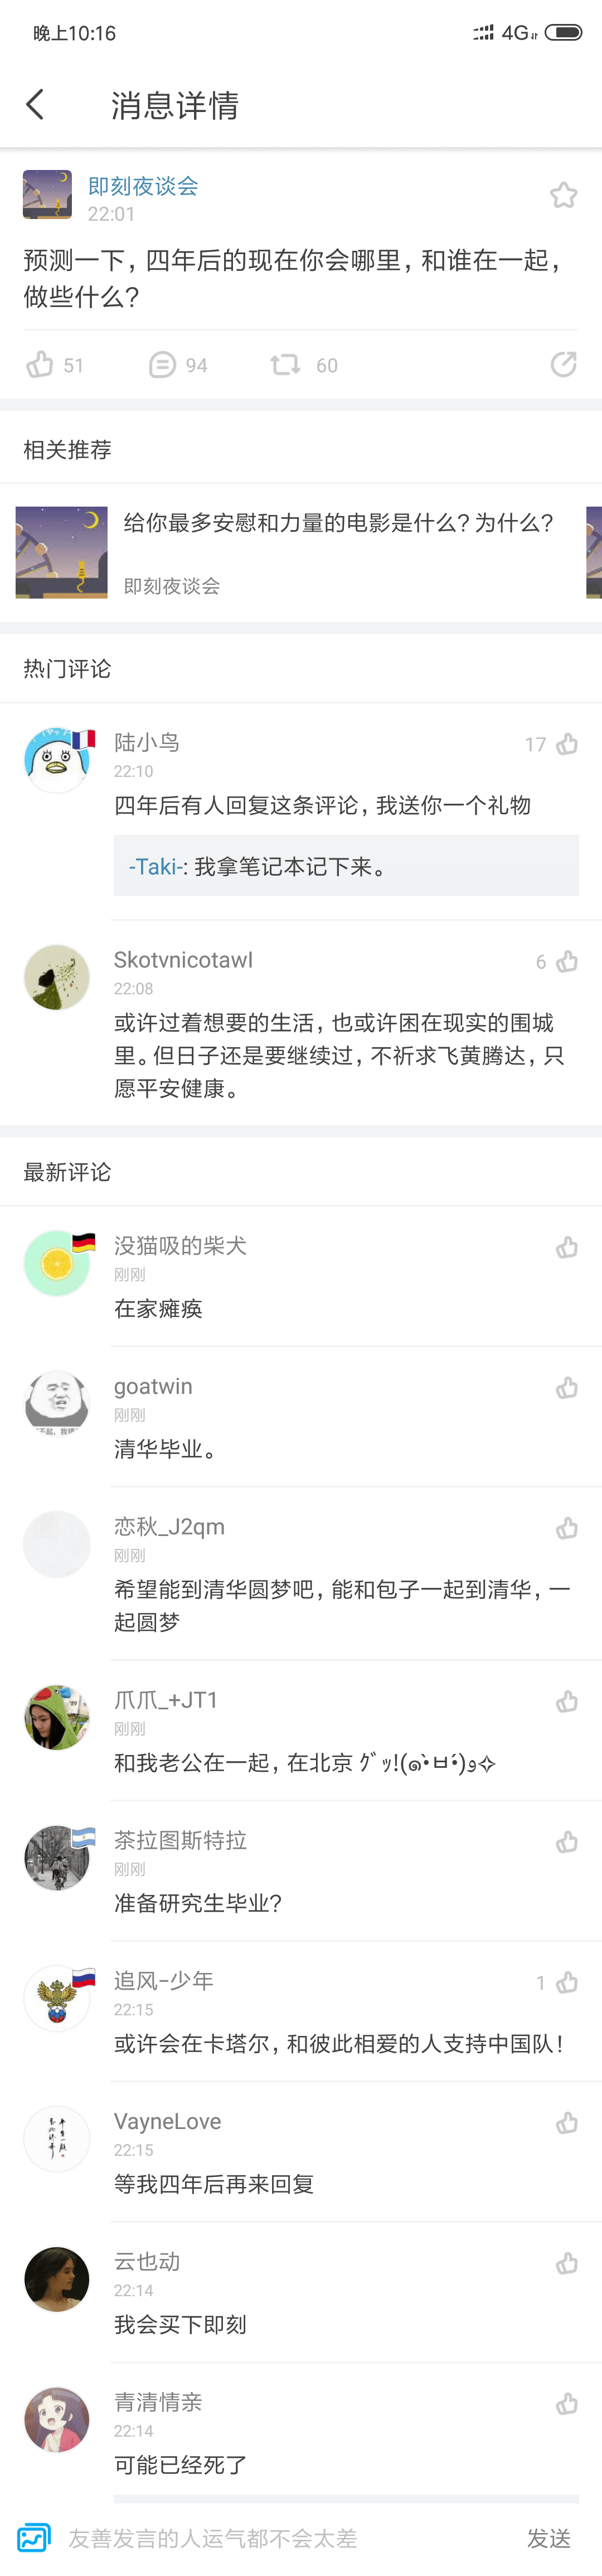 晚上10:16
4G
消息详情
即刻夜谈会
22:01
预测一下，四年后的现在你会哪里，和谁在一起，
做些什么？
51
94
60
相关推荐
给你最多安慰和力量的电影是什么？为什么？
即刻夜谈会
热门评论
陆小鸟
17
22:10
四年后有人回复这条评论，我送你一个礼物
-Taki-: 我拿笔记本记下来。
Skotvnicotawl
6
22:08
或许过着想要的生活，也或许困在现实的围城
里。但日子还是要继续过，不祈求飞黄腾达，只
愿平安健康。
最新评论
没猫吸的柴犬
刚刚
在家瘫痪
goatwin
刚刚
清华毕业。
恋秋_J2qm
刚刚
希望能到清华圆梦吧，能和包子一起到清华，一
起圆梦
爪爪_+JT1
刚刚
和我老公在一起，在北京 ｸﾞｯ!(๑•̀ㅂ•́)و✧
茶拉图斯特拉
刚刚
准备研究生毕业？
追风-少年
1
22:15
或许会在卡塔尔，和彼此相爱的人支持中国队！
VayneLove
22:15
等我四年后再来回复
云也动
22:14
我会买下即刻
青清情亲
22:14
可能已经死了
友善发言的人运气都不会太差
发送